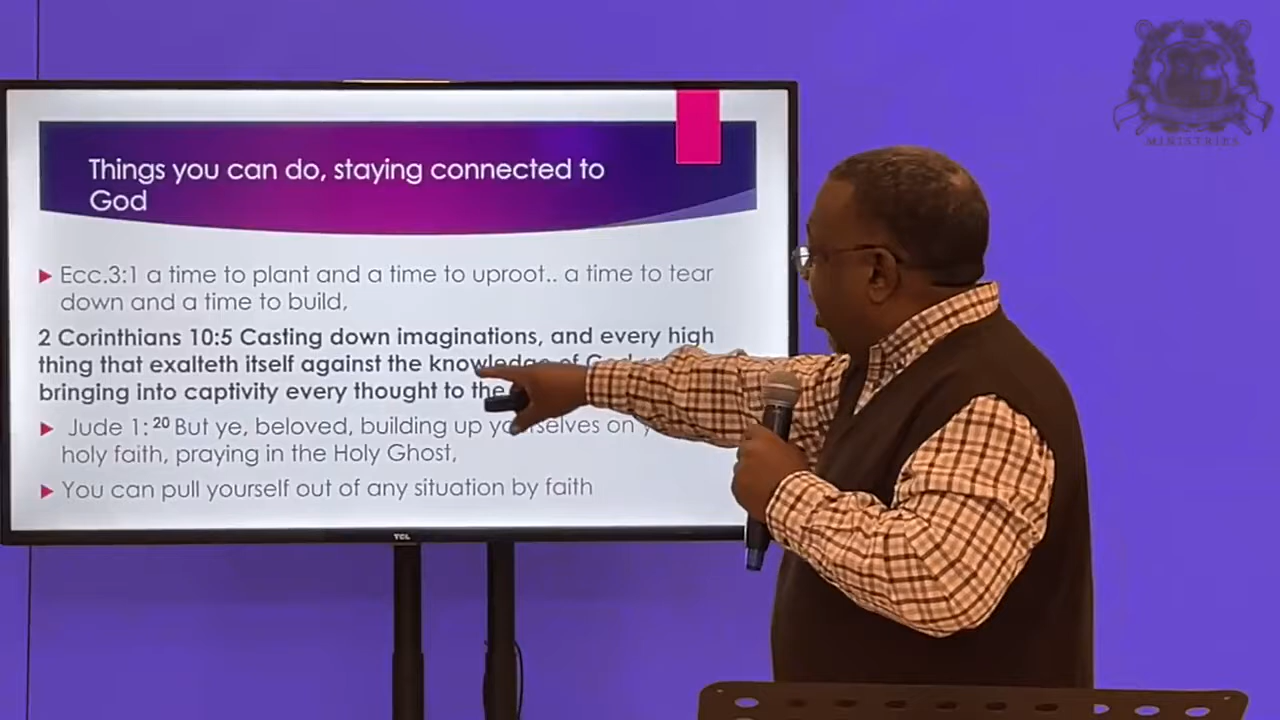 Things you can do, staying connected to
God
Ecc.3:1 a time to plant and a time to uproot.. a time to tear
down and a time to build,
2 Corinthians 10:5 Casting down imaginations, and every high
thing that exalteth itself against the knowledge of
bringing into captivity every thought to the
Jude 1: 20 But ye, beloved, building up yourselves on
holy faith, praying in the Holy Ghost,
You can pull yourself out of any situation by faith
TCL
MINISTRIES